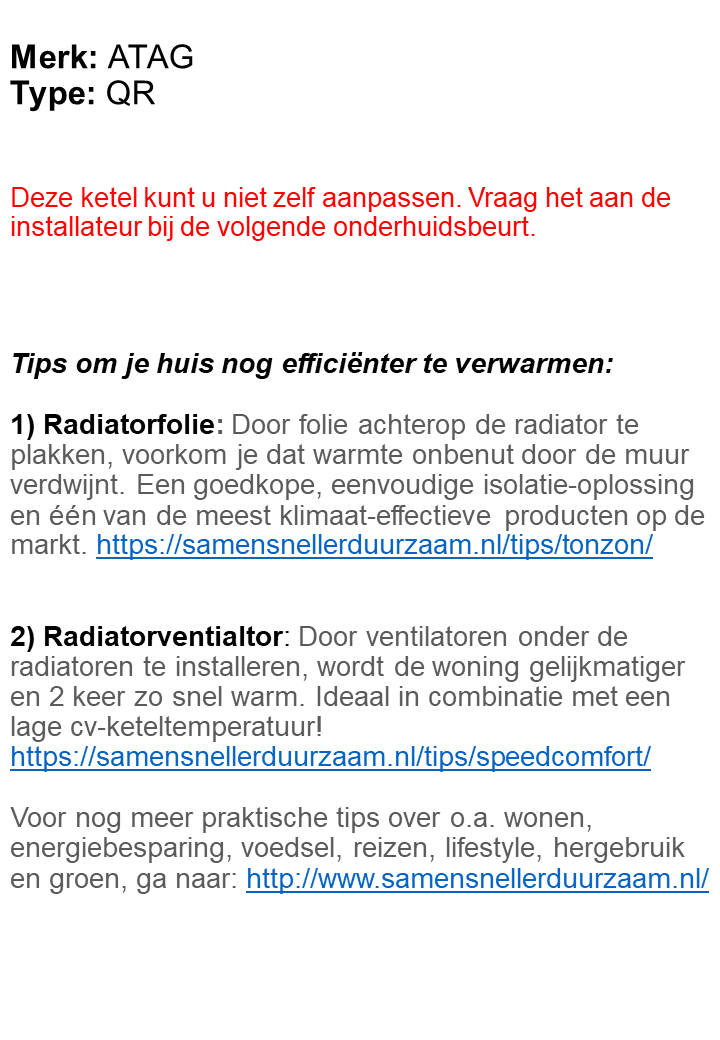 Merk: ATAG
Type: QR
Deze ketel kunt u niet zelf aanpassen. Vraag het aan de
installateur bij de volgende onderhuidsbeurt.
Tips om je huis nog efficiënter te verwarmen:
1) Radiatorfolie: Door folie achterop de radiator te
plakken, voorkom je dat warmte onbenut door de muur
verdwijnt. Een goedkope, eenvoudige isolatie-oplossing
en één van de meest klimaat-effectieve producten op de
markt. https://samensnellerduurzaam.nl/tips/tonzon/
2) Radiatorventialtor: Door ventilatoren onder de
radiatoren te installeren, wordt de woning gelijkmatiger
en 2 keer zo snel warm. Ideaal in combinatie met een
lage cv-keteltemperatuur!
https://samensnellerduurzaam.nl/tips/speedcomfort/
Voor nog meer praktische tips over o.a. wonen,
energiebesparing, voedsel, reizen, lifestyle, hergebruik
en groen, ga naar: http://www.samensnellerduurzaam.nl/